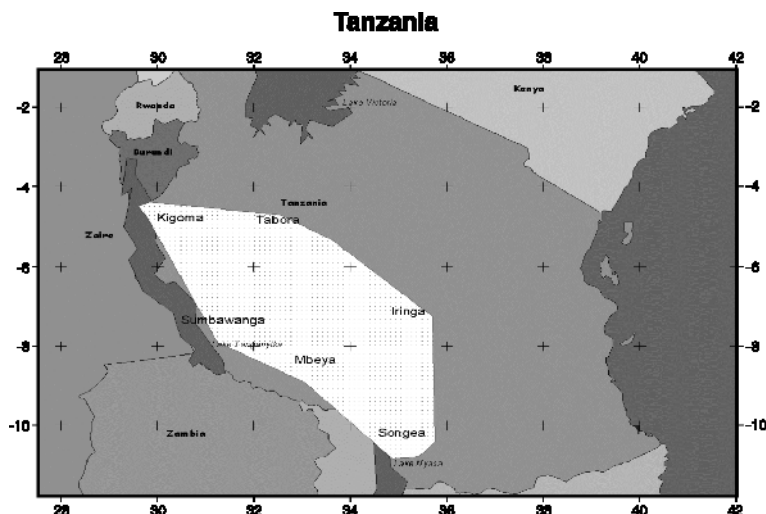 Tanzania
28 30 32 34 36 38 40 42
Lake Victoria
Kenya
-2 -2
Rwanda
Burundi
-4 -4
Tanzania
Kigoma
Tabora
Zaire
-6 -6
Iringa
Sumbawanga
Lake Tanganyika
-8 -8
Mbeya
-10 -10
Songea
Zambia
Lake Nyasa
28 30 32 34 36 38 40 42